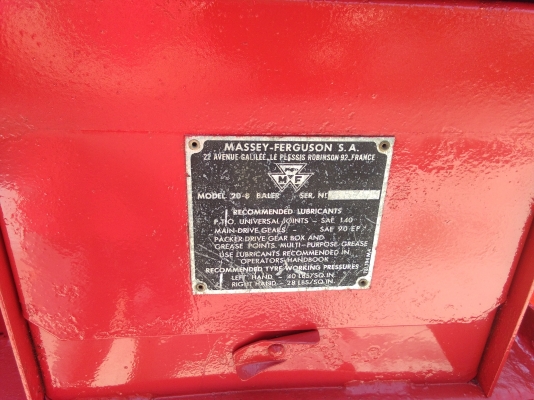 MASSEY-FERGUSON S.A.
22 AVENUE GALILÉE, LE PLESSIS ROBINSON 92, FRANCE
MF
MODEL 20-8 BALER SER. NO
RECOMMENDED LUBRICANTS
P.T.O. UNIVERSAL JOINTS - SAE 140
MAIN-DRIVE GEARS SAE 90 EP
PACKER DRIVE GEAR BOX AND
GREASE POINTS, MULTI-PURPOSE GREASE
USE LUBRICANTS RECOMMENDED IN
OPERATORS HANDBOOK
RECOMMENDED TYRE WORKING PRESSURES
LEFT HAND - 40 LBS/SQ.IN.
RIGHT HAND - 28 LBS/SQ.IN.